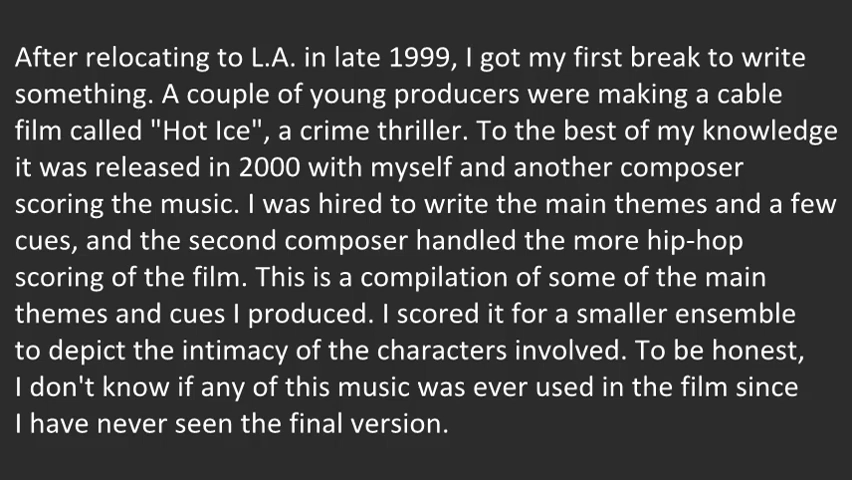 After relocating to L.A. in late 1999, I got my first break to write
something. A couple of young producers were making a cable
film called "Hot Ice", a crime thriller. To the best of my knowledge
it was released in 2000 with myself and another composer
scoring the music. I was hired to write the main themes and a few
cues, and the second composer handled the more hip-hop
scoring of the film. This is a compilation of some of the main
themes and cues I produced. I scored it for a smaller ensemble
to depict the intimacy of the characters involved. To be honest,
I don't know if any of this music was ever used in the film since
I have never seen the final version.